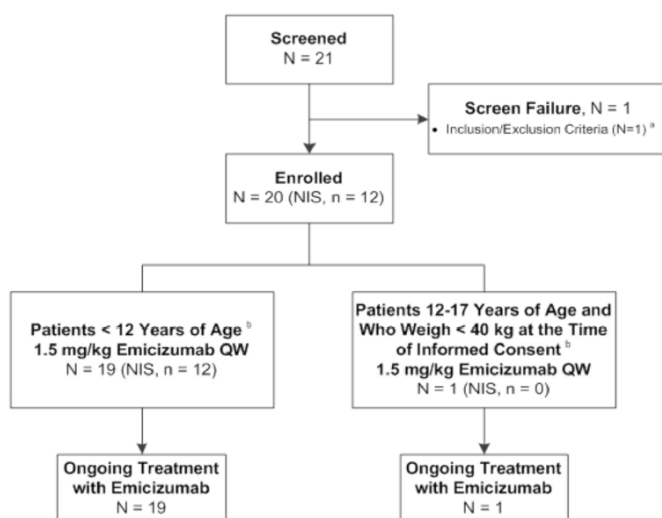 Screened
N = 21
Screen Failure, N = 1
• Inclusion/Exclusion Criteria (N=1) ª
Enrolled
N = 20 (NIS, n = 12)
Patients < 12 Years of Age ᵇ
1.5 mg/kg Emicizumab QW
N = 19 (NIS, n = 12)
Patients 12-17 Years of Age and
Who Weigh < 40 kg at the Time
of Informed Consent ᵇ
1.5 mg/kg Emicizumab QW
N = 1 (NIS, n = 0)
Ongoing Treatment
with Emicizumab
N = 19
Ongoing Treatment
with Emicizumab
N = 1